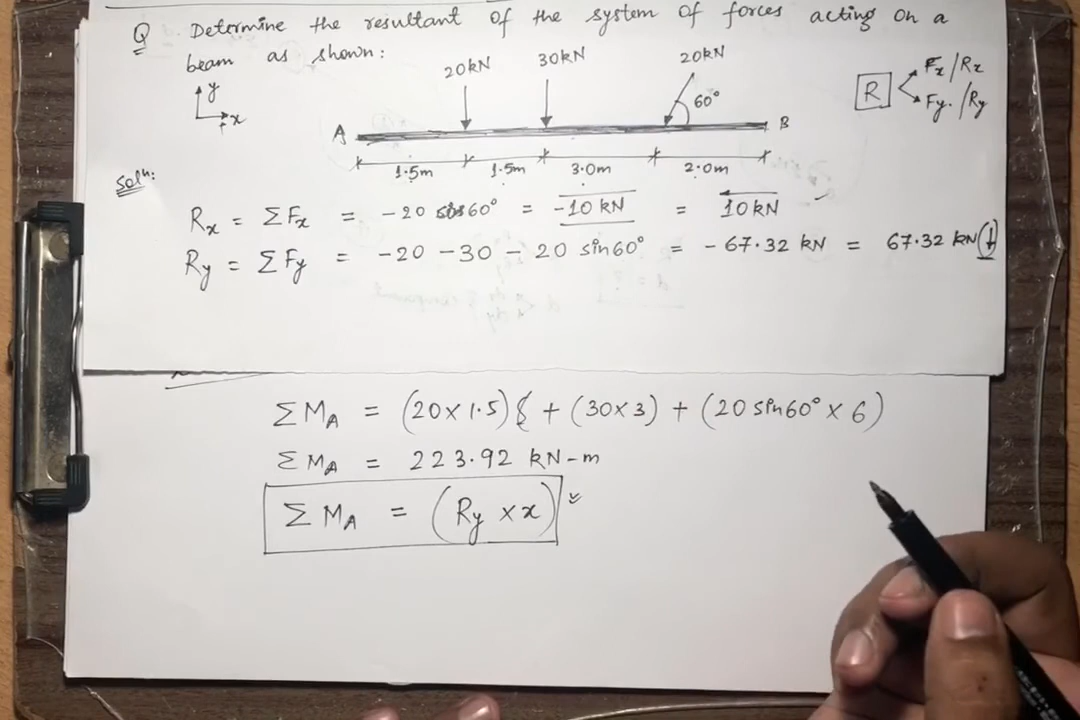 Q. Determine the resultant of the system of forces acting on a
beam as shown:
20kN 30kN 20kN
60°
y
x
R Fx/Rx
Fy./Ry
A B
1.5m 1.5m 3.0m 2.0m
Solⁿ:
Rx = ΣFx = -20 cos60° = -10 kN = 10 kN
Ry = ΣFy = -20 -30 - 20 sin60° = -67.32 kN = 67.32 kN (↓)
ΣMA = (20×1.5) + (30×3) + (20 sin60° × 6)
ΣMA = 223.92 kN-m
ΣMA = (Ry × x)